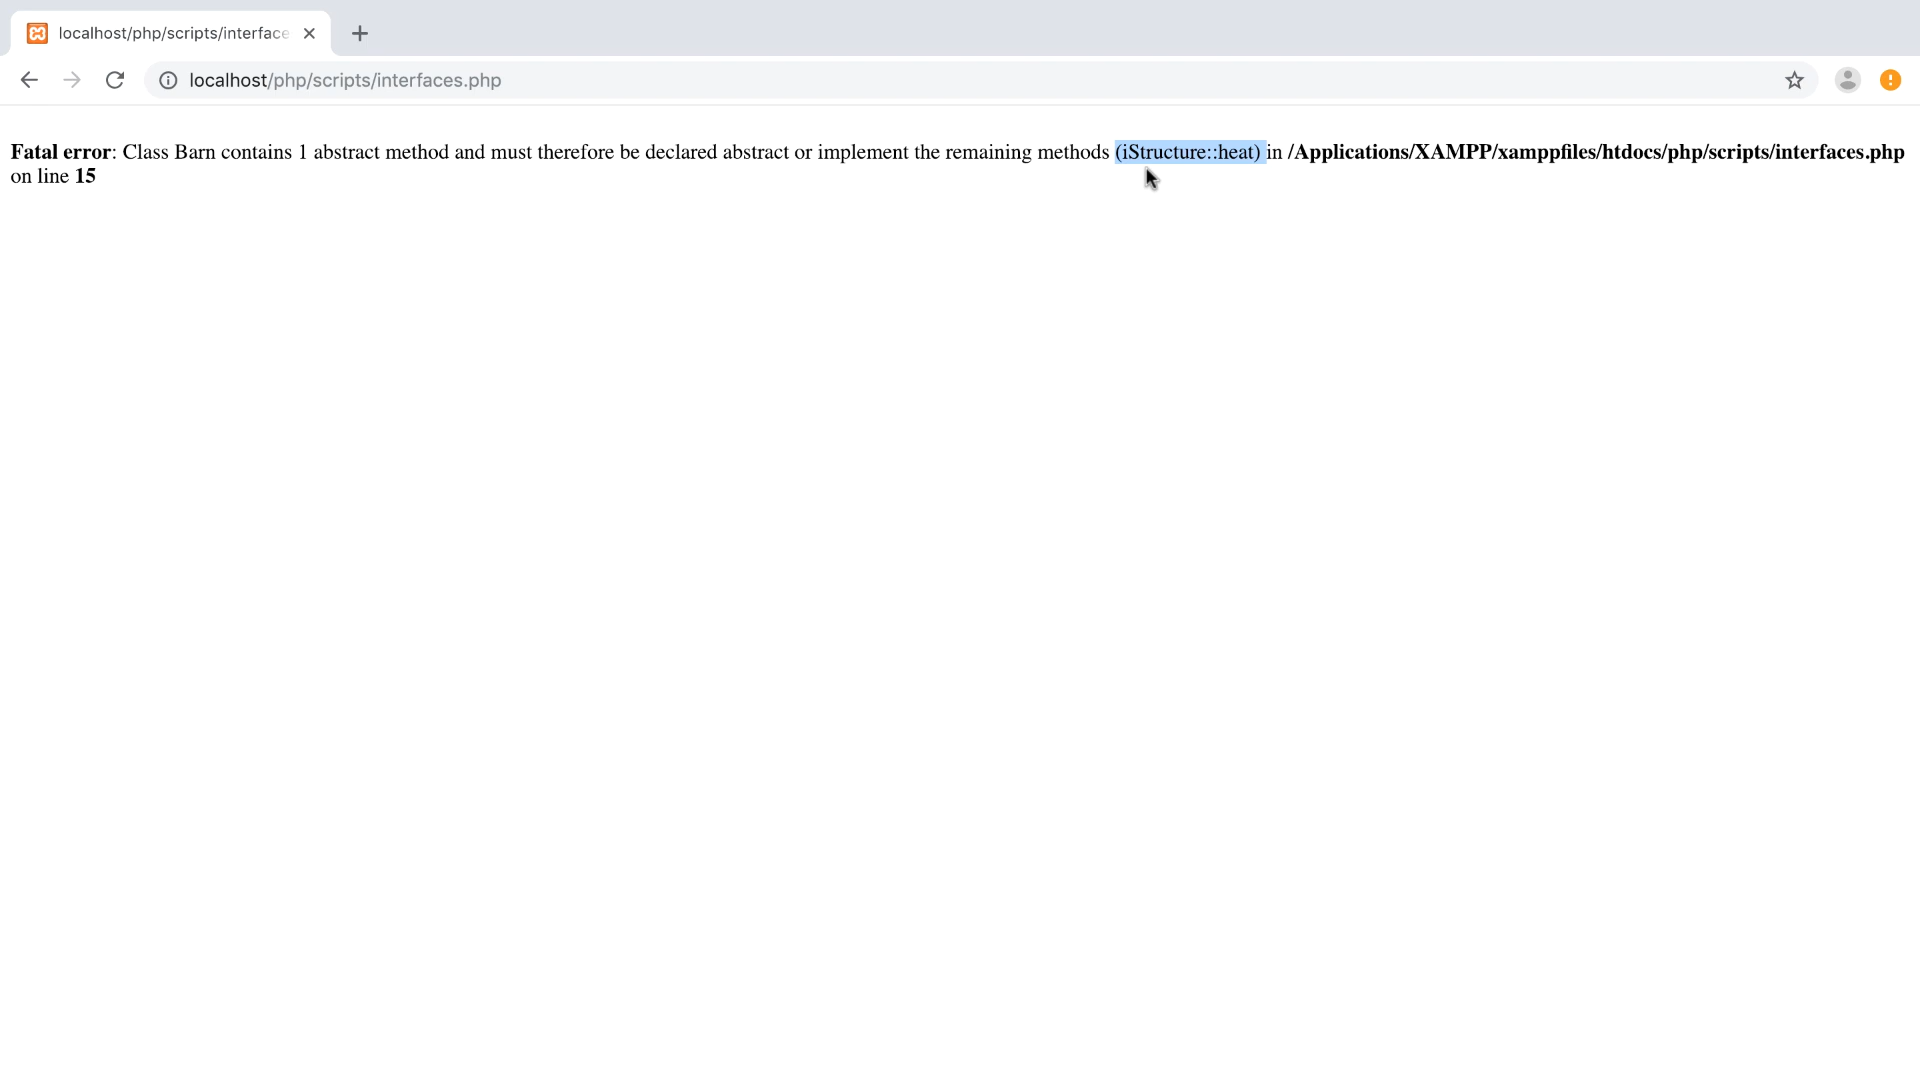 localhost/php/scripts/interface
localhost/php/scripts/interfaces.php
Fatal error: Class Barn contains 1 abstract method and must therefore be declared abstract or implement the remaining methods (iStructure::heat) in /Applications/XAMPP/xamppfiles/htdocs/php/scripts/interfaces.php
on line 15